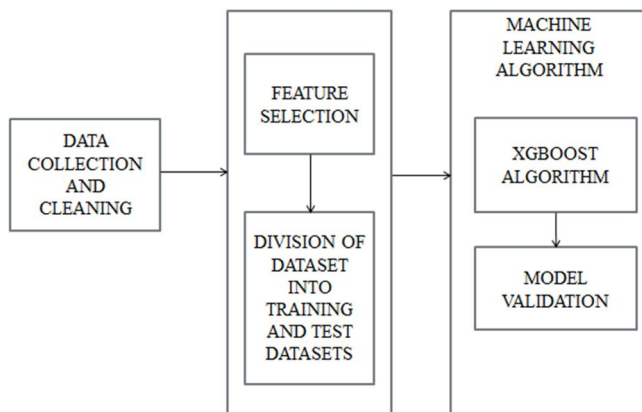 DATA
COLLECTION
AND
CLEANING
FEATURE
SELECTION
DIVISION OF
DATASET
INTO
TRAINING
AND TEST
DATASETS
MACHINE
LEARNING
ALGORITHM
XGBOOST
ALGORITHM
MODEL
VALIDATION